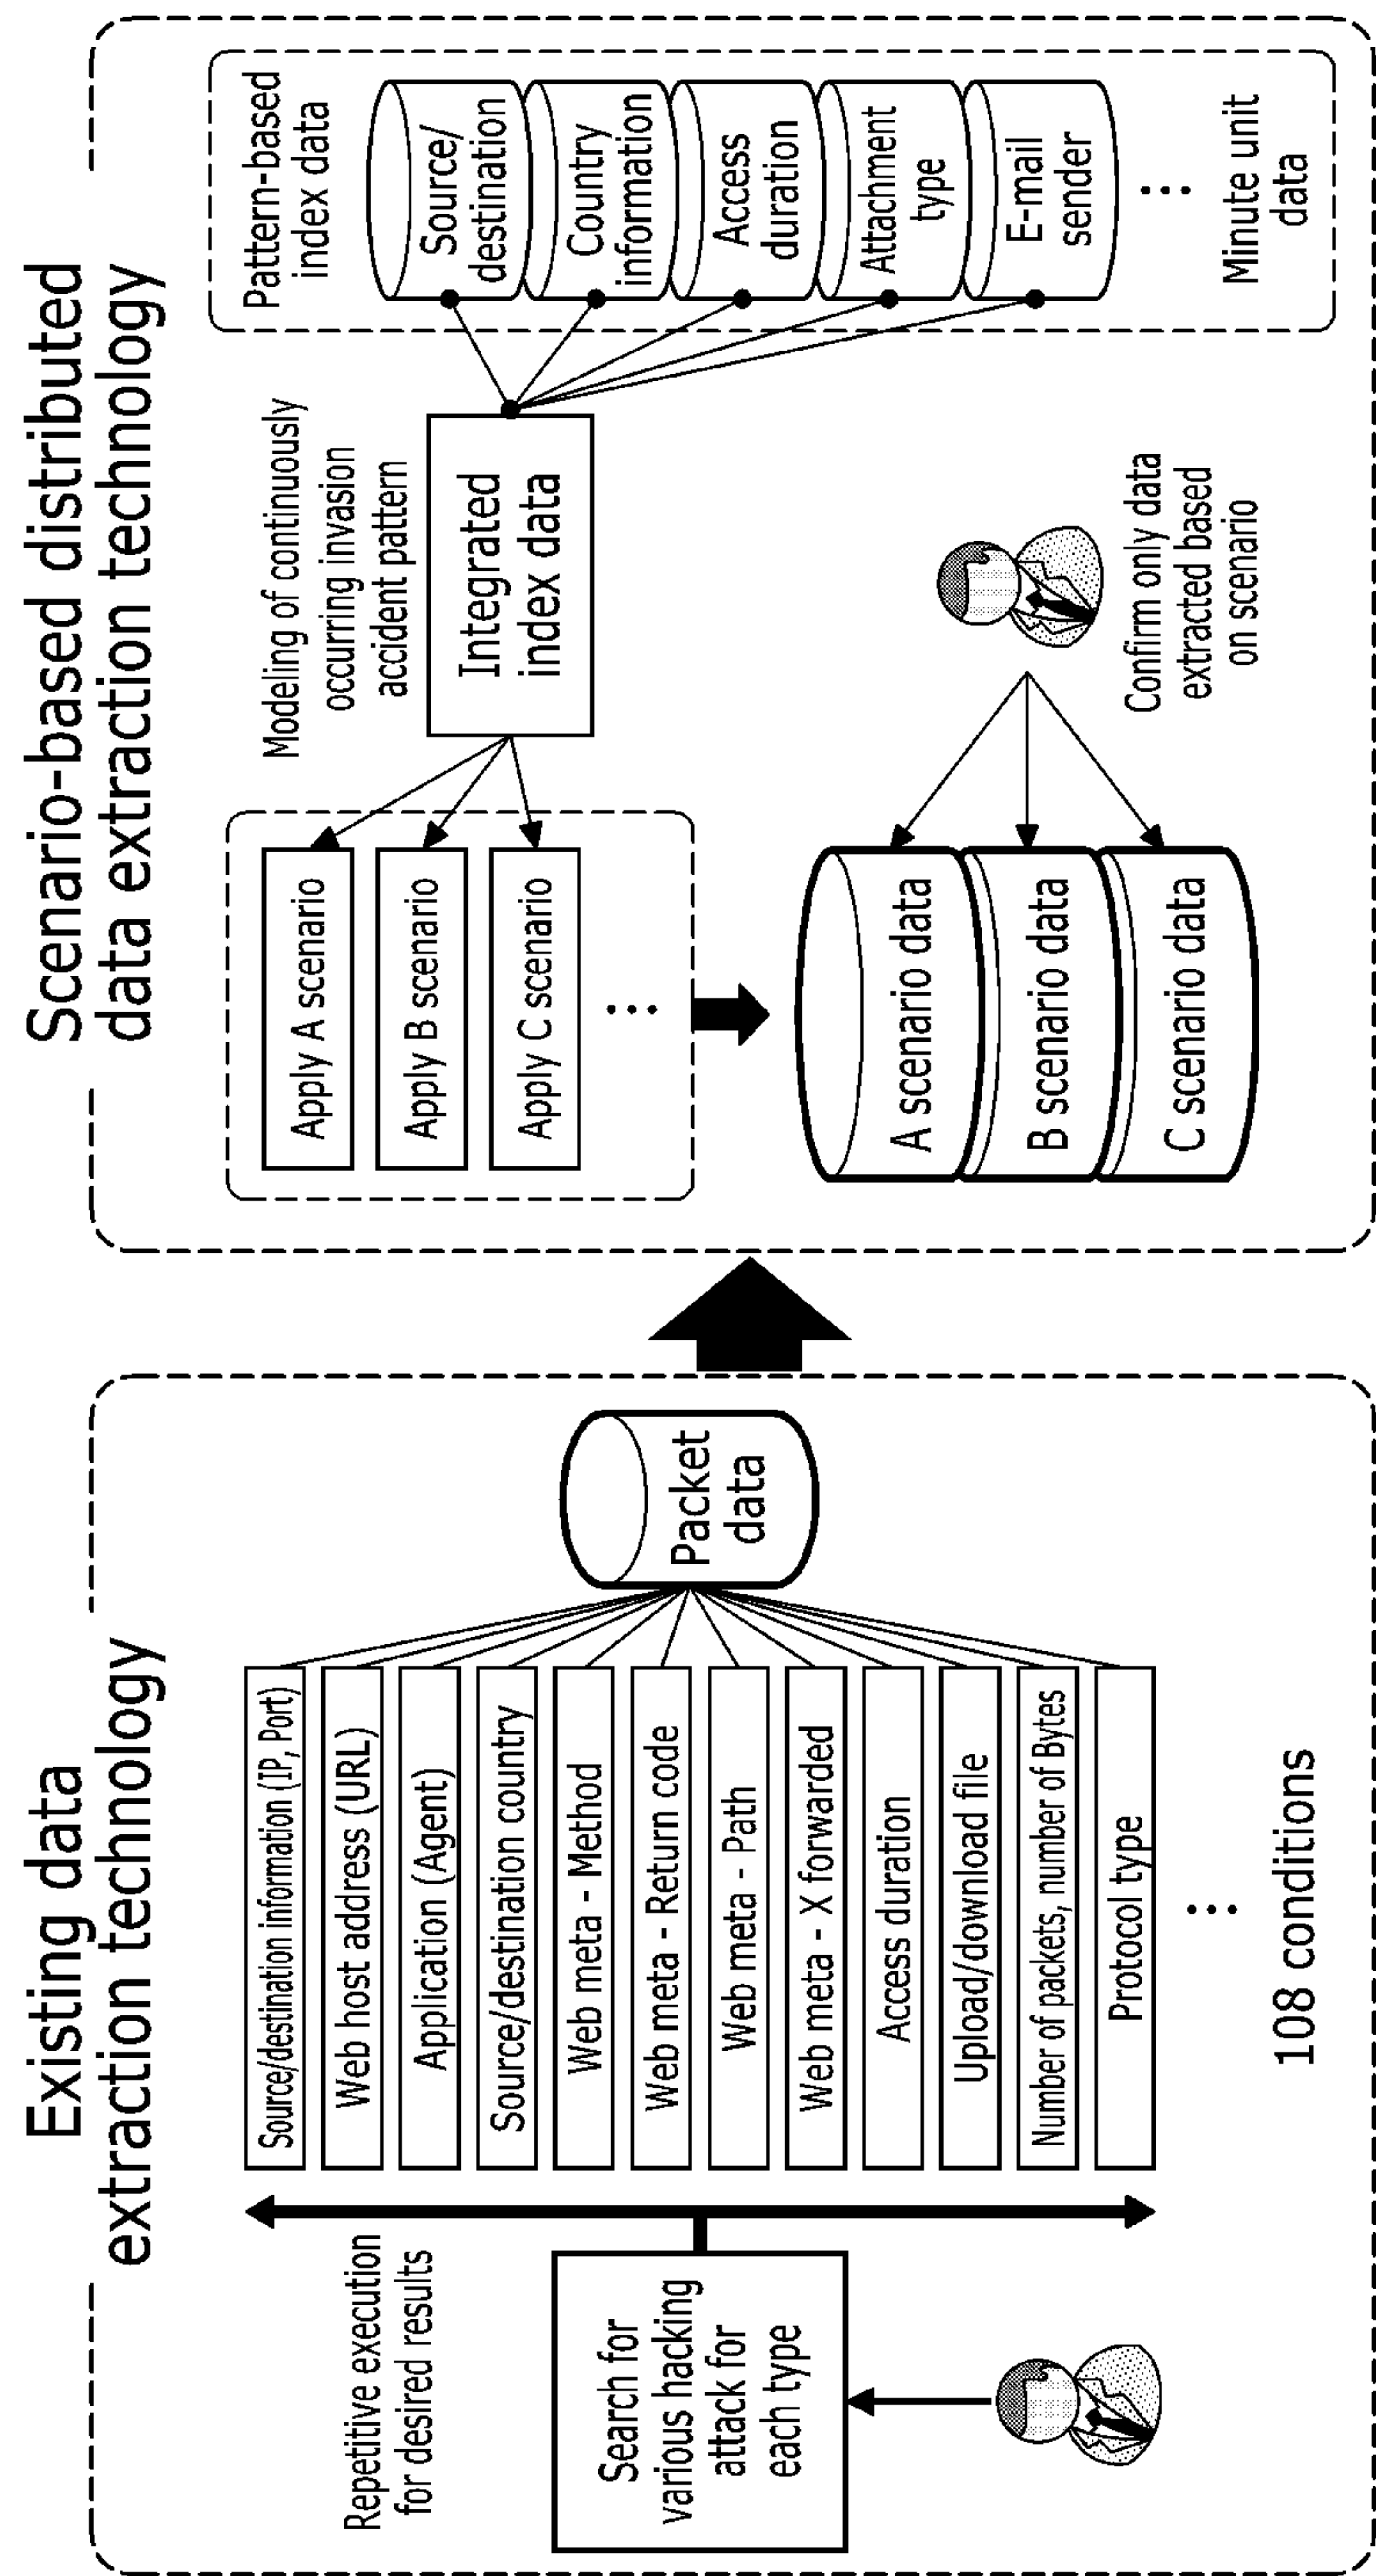 Existing data
extraction technology
Repetitive execution
for desired results
Search for
various hacking
attack for
each type
Source/destination information (IP, Port)
Web host address (URL)
Application (Agent)
Source/destination country
Web meta - Method
Web meta - Return code
Web meta - Path
Web meta - X forwarded
Access duration
Upload/download file
Number of packets, number of Bytes
Protocol type
108 conditions
Packet
data
Scenario-based distributed
data extraction technology
Apply A scenario
Apply B scenario
Apply C scenario
Modeling of continuously
occurring invasion
accident pattern
Integrated
index data
Pattern-based
index data
Source/
destination
Country
information
Access
duration
Attachment
type
E-mail
sender
Minute unit
data
A scenario data
B scenario data
C scenario data
Confirm only data
extracted based
on scenario